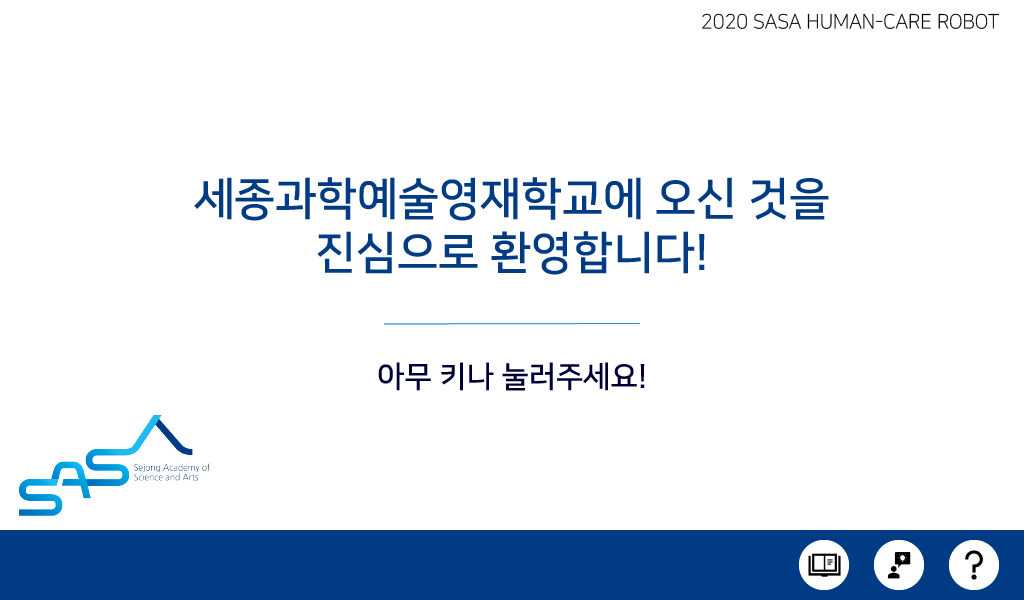 2020 SASA HUMAN-CARE ROBOT
세종과학예술영재학교에 오신 것을
진심으로 환영합니다!
아무 키나 눌러주세요!
SASA
Sejong Academy of
Science and Arts
?